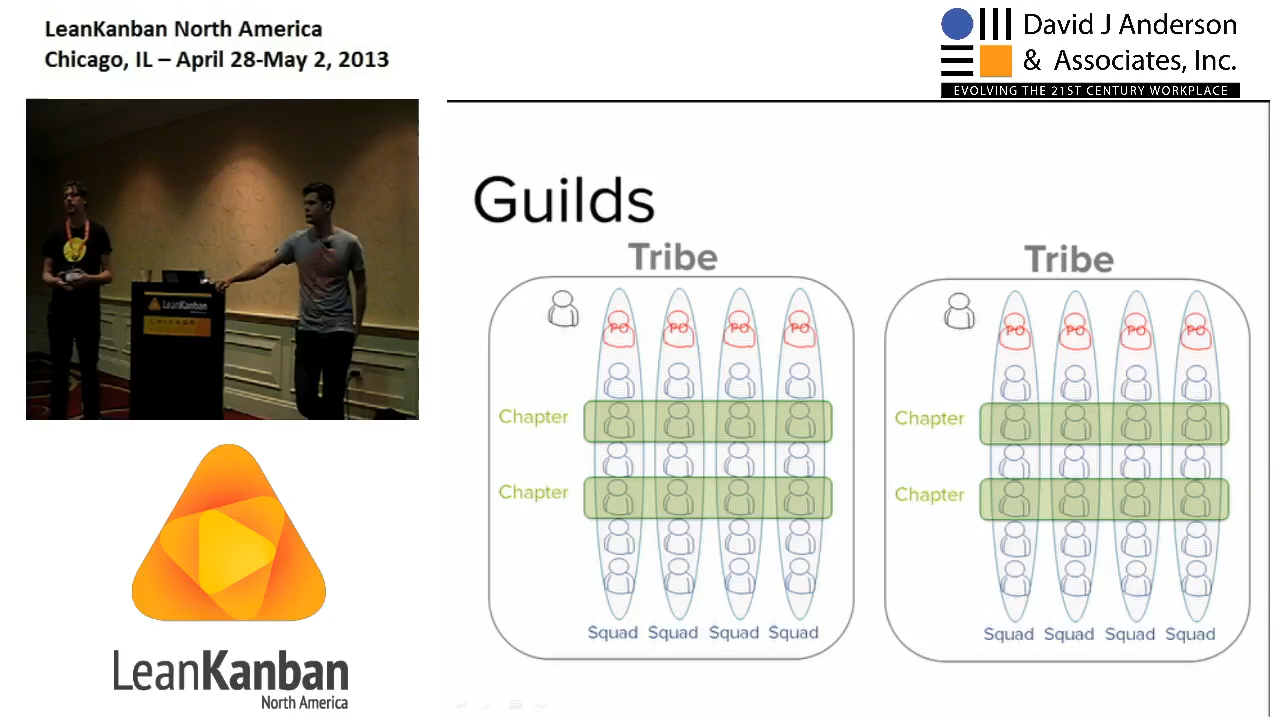 LeanKanban North America
Chicago, IL – April 28-May 2, 2013
David J Anderson
& Associates, Inc.
EVOLVING THE 21ST CENTURY WORKPLACE
LeanKanban
CHICAGO
LeanKanban
North America
Guilds
Tribe
PO PO PO PO
Chapter
Chapter
Squad Squad Squad Squad
Tribe
PO PO PO PO
Chapter
Chapter
Squad Squad Squad Squad